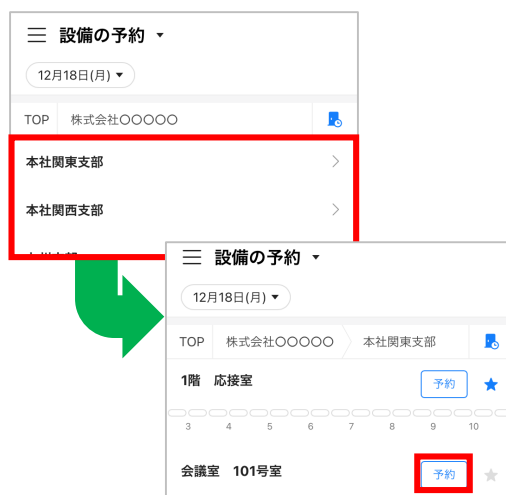 設備の予約
12月18日(月)
TOP 株式会社〇〇〇〇〇
本社関東支部
本社関西支部
設備の予約
12月18日(月)
TOP 株式会社〇〇〇〇〇 本社関東支部
1階 応接室 予約
3 4 5 6 7 8 9 10
会議室 101号室 予約